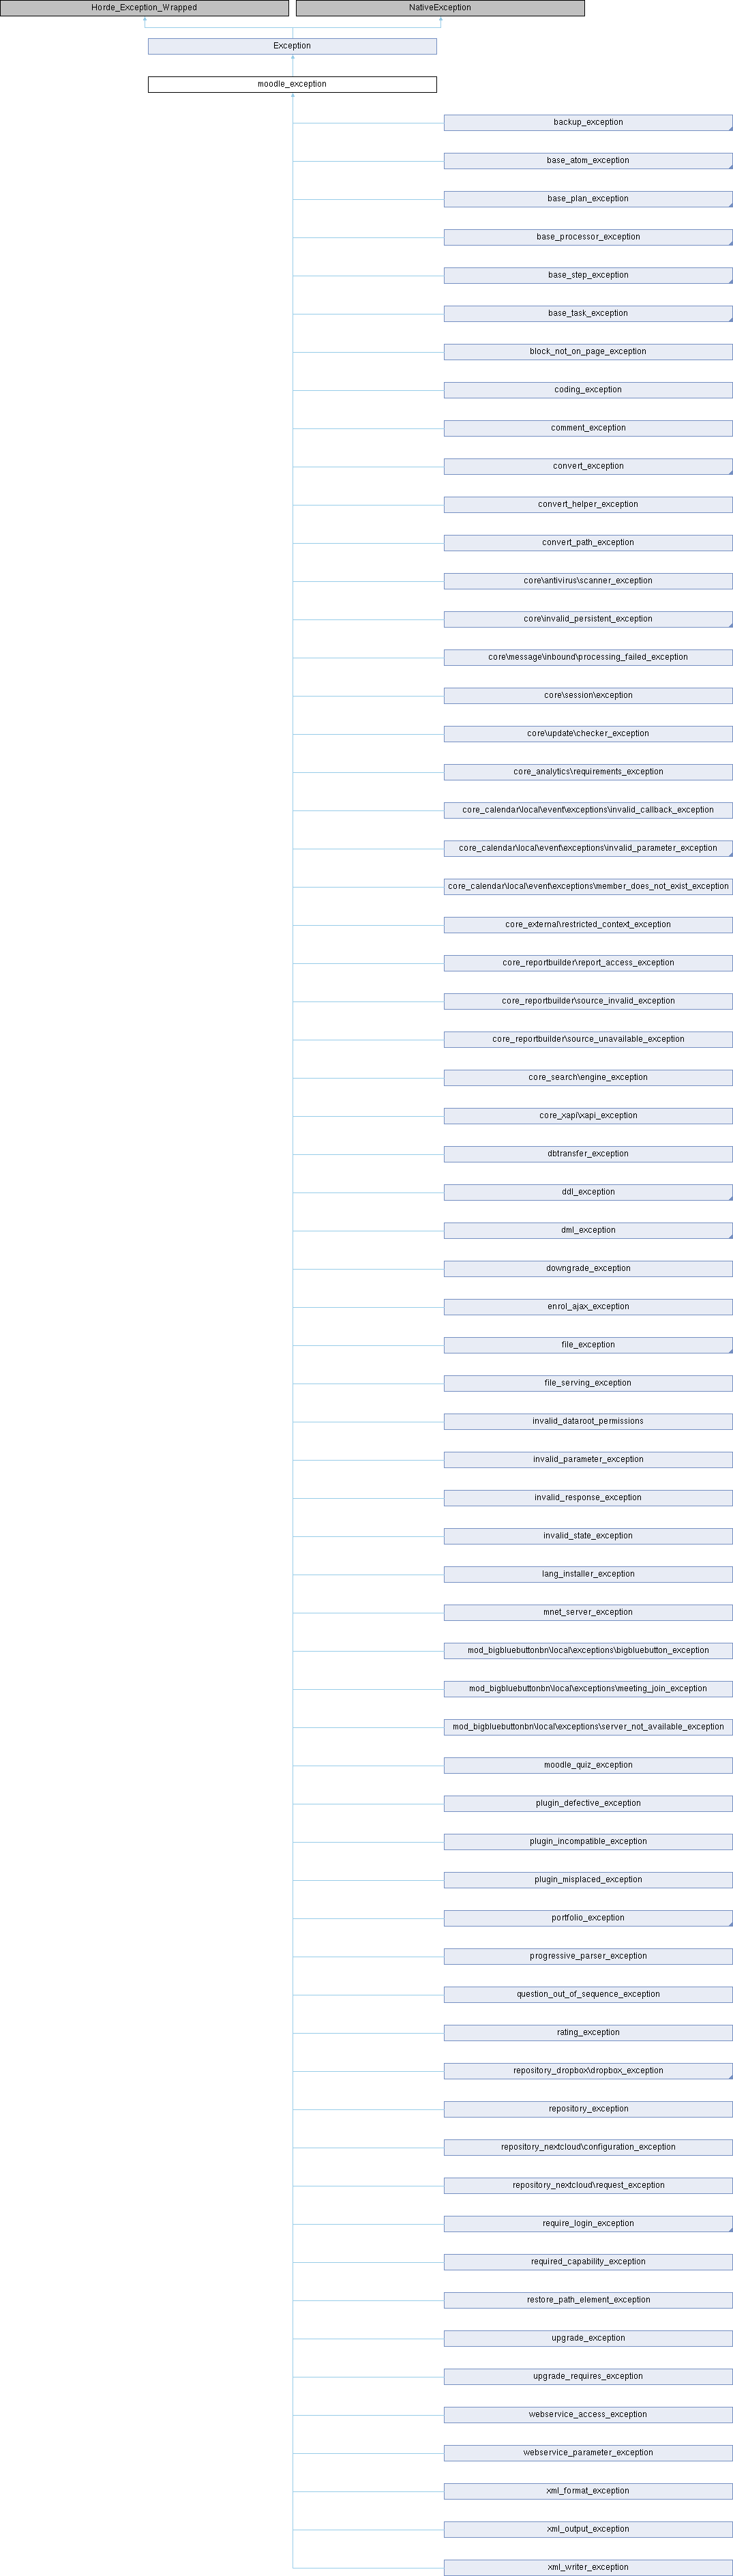 Horde_Exception_Wrapped
NativeException
Exception
moodle_exception
backup_exception
base_atom_exception
base_plan_exception
base_processor_exception
base_step_exception
base_task_exception
block_not_on_page_exception
coding_exception
comment_exception
convert_exception
convert_helper_exception
convert_path_exception
core\antivirus\scanner_exception
core\invalid_persistent_exception
core\message\inbound\processing_failed_exception
core\session\exception
core\update\checker_exception
core_analytics\requirements_exception
core_calendar\local\event\exceptions\invalid_callback_exception
core_calendar\local\event\exceptions\invalid_parameter_exception
core_calendar\local\event\exceptions\member_does_not_exist_exception
core_external\restricted_context_exception
core_reportbuilder\report_access_exception
core_reportbuilder\source_invalid_exception
core_reportbuilder\source_unavailable_exception
core_search\engine_exception
core_xapi\xapi_exception
dbtransfer_exception
ddl_exception
dml_exception
downgrade_exception
enrol_ajax_exception
file_exception
file_serving_exception
invalid_dataroot_permissions
invalid_parameter_exception
invalid_response_exception
invalid_state_exception
lang_installer_exception
mnet_server_exception
mod_bigbluebuttonbn\local\exceptions\bigbluebutton_exception
mod_bigbluebuttonbn\local\exceptions\meeting_join_exception
mod_bigbluebuttonbn\local\exceptions\server_not_available_exception
moodle_quiz_exception
plugin_defective_exception
plugin_incompatible_exception
plugin_misplaced_exception
portfolio_exception
progressive_parser_exception
question_out_of_sequence_exception
rating_exception
repository_dropbox\dropbox_exception
repository_exception
repository_nextcloud\configuration_exception
repository_nextcloud\request_exception
require_login_exception
required_capability_exception
restore_path_element_exception
upgrade_exception
upgrade_requires_exception
webservice_access_exception
webservice_parameter_exception
xml_format_exception
xml_output_exception
xml_writer_exception